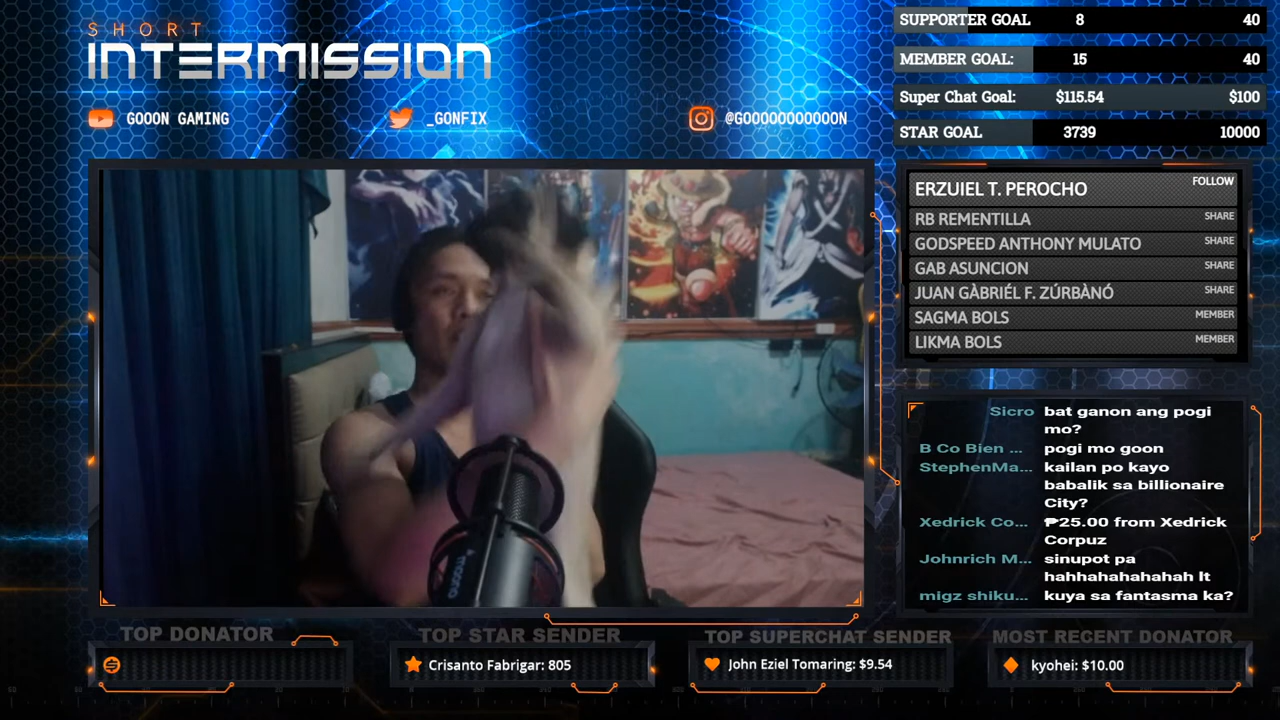 SHORT
INTERMISSION
GOOON GAMING
_GONFIX
@GOOOOOOOOOOON
SUPPORTER GOAL 8 40
MEMBER GOAL: 15 40
Super Chat Goal: $115.54 $100
STAR GOAL 3739 10000
ERZUIEL T. PEROCHO FOLLOW
RB REMENTILLA SHARE
GODSPEED ANTHONY MULATO SHARE
GAB ASUNCION SHARE
JUAN GÀBRIÉL F. ZÚRBÀNÓ SHARE
SAGMA BOLS MEMBER
LIKMA BOLS MEMBER
Sicro bat ganon ang pogi
mo?
B Co Bien ... pogi mo goon
StephenMa... kailan po kayo
babalik sa billionaire
City?
Xedrick Co... ₱25.00 from Xedrick
Corpuz
Johnrich M... sinupot pa
hahhahahahahah It
migz shiku... kuya sa fantasma ka?
maono
TOP DONATOR
TOP STAR SENDER
Crisanto Fabrigar: 805
TOP SUPERCHAT SENDER
John Eziel Tomaring: $9.54
MOST RECENT DONATOR
kyohei: $10.00